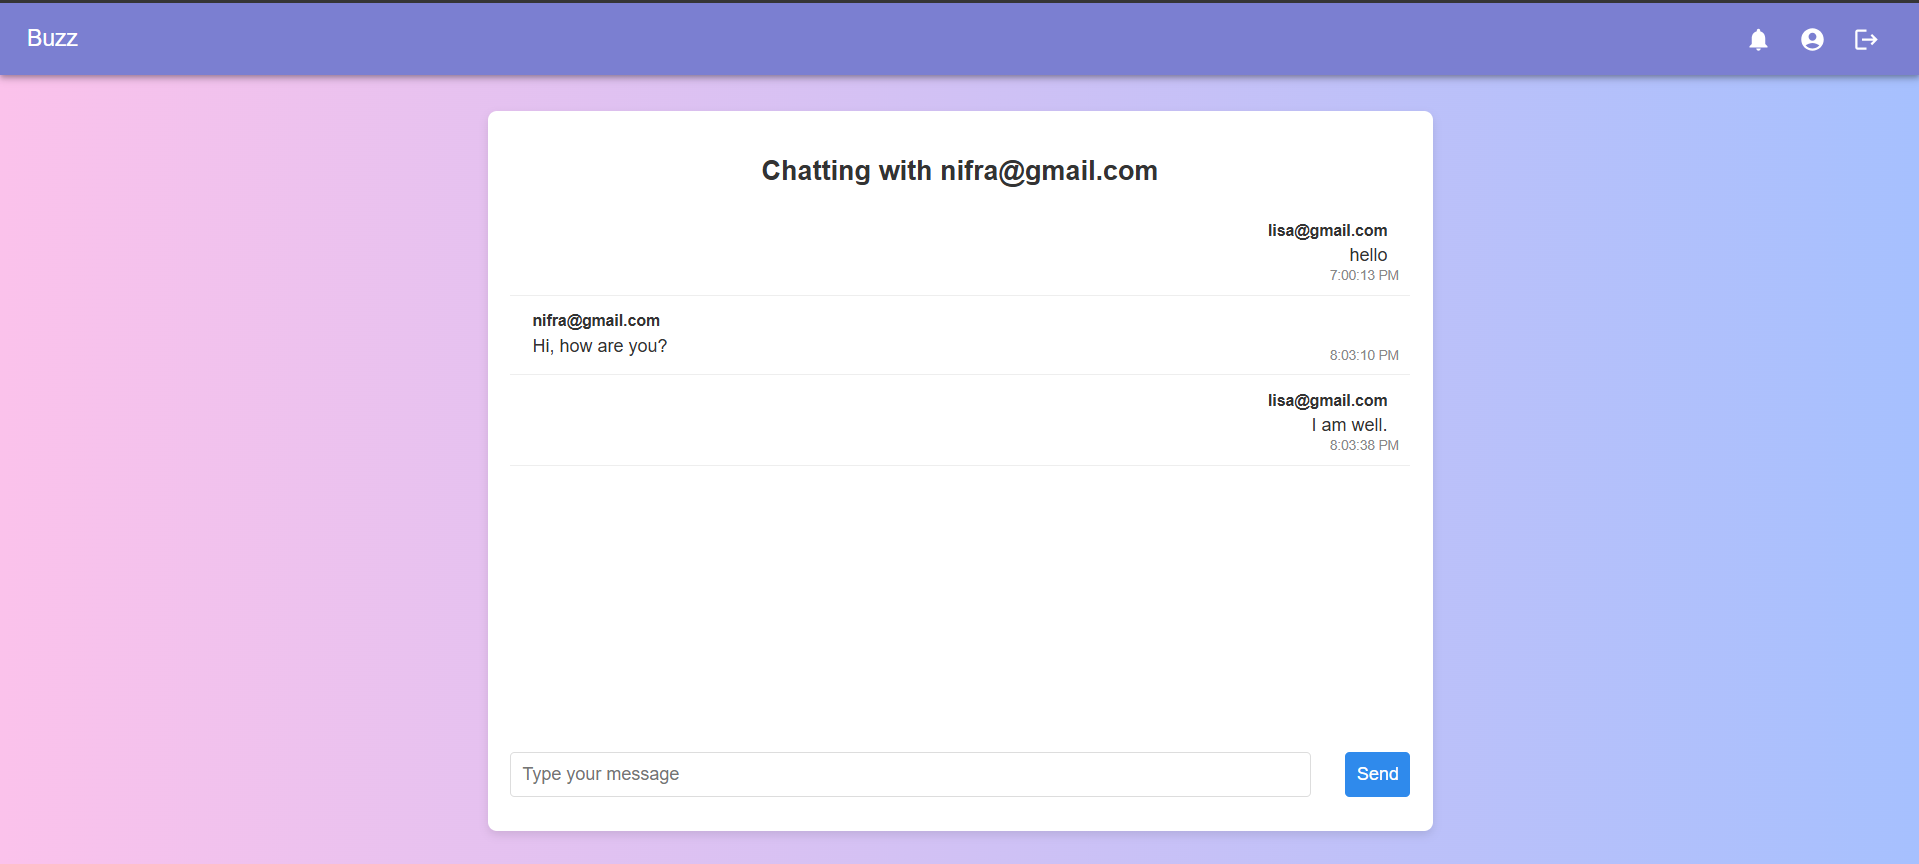 Buzz
Chatting with nifra@gmail.com
lisa@gmail.com
hello
7:00:13 PM
nifra@gmail.com
Hi, how are you?
8:03:10 PM
lisa@gmail.com
I am well.
8:03:38 PM
Type your message
Send